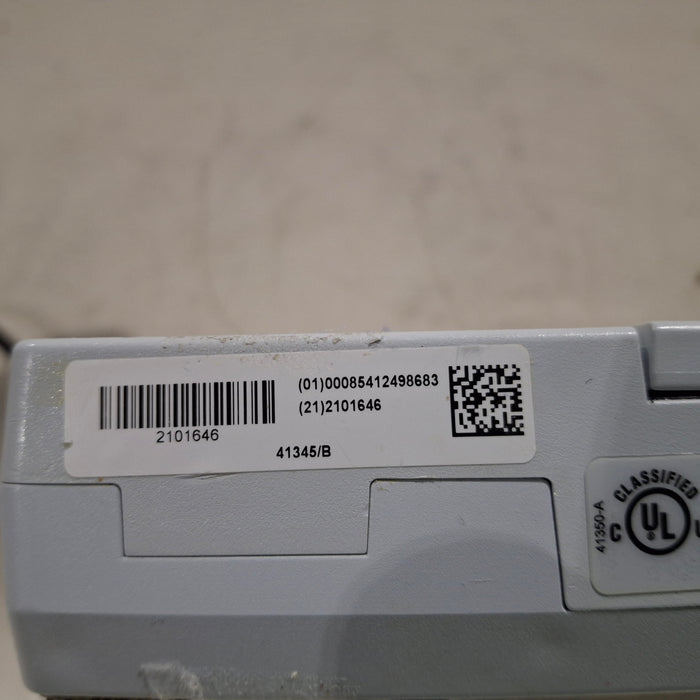 (01)00085412498683
(21)2101646
2101646
41345/B
41350-A
CLASSIFIED
C UL